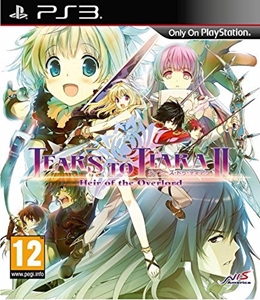 PS3
Only On PlayStation.
TEARS TO TIARA II
Heir of the Overlord
12
www.pegi.info
NIS
America